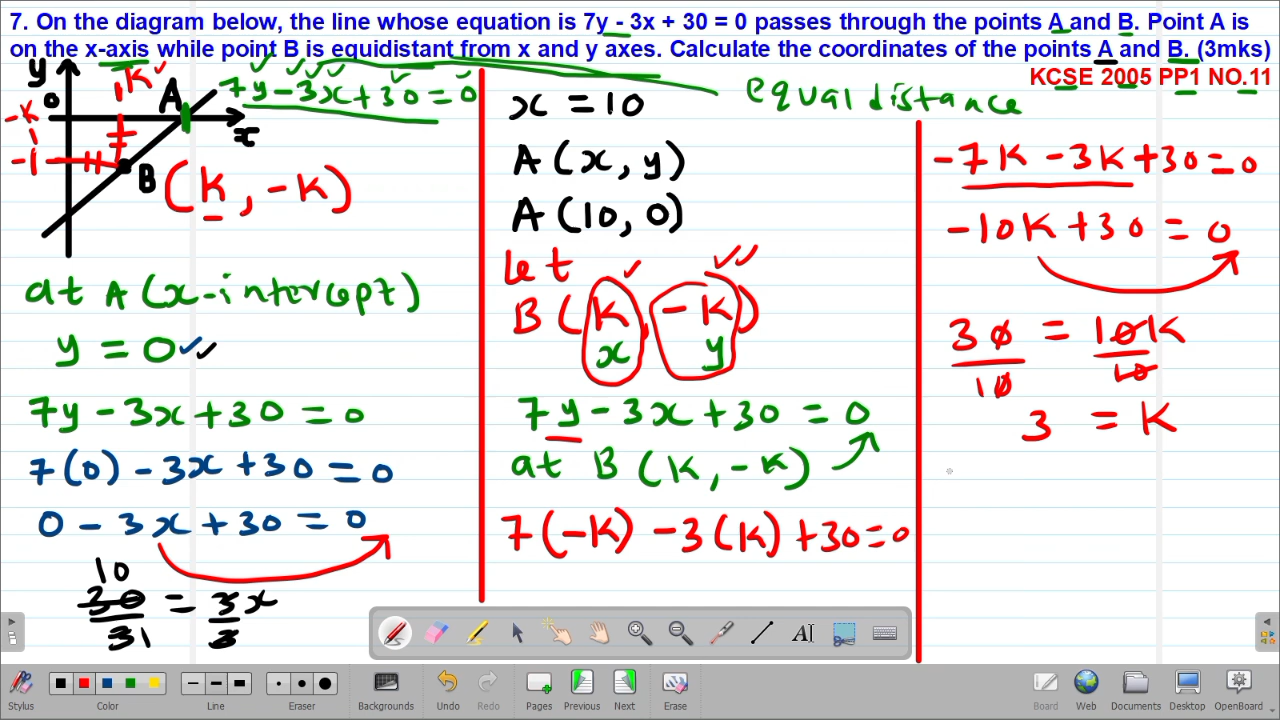 7. On the diagram below, the line whose equation is 7y - 3x + 30 = 0 passes through the points A and B. Point A is
on the x-axis while point B is equidistant from x and y axes. Calculate the coordinates of the points A and B. (3mks)
KCSE 2005 PP1 NO.11
y
K
A
7y - 3x + 30 = 0
0
-K
x
-1
B (K, -K)
at A (x-intercept)
y = 0
7y - 3x + 30 = 0
7(0) - 3x + 30 = 0
0 - 3x + 30 = 0
10
30 = 3x
31 3
equal distance
x = 10
A (x, y)
A (10, 0)
Let
B (K, -K)
x y
7y - 3x + 30 = 0
at B (K, -K)
7(-K) - 3(K) + 30 = 0
-7K - 3K + 30 = 0
-10K + 30 = 0
30 = 10K
10 10
3 = K
Stylus
Color
Line
Eraser
Backgrounds
Undo
Redo
Pages
Previous
Next
Erase
Board
Web
Documents
Desktop
OpenBoard